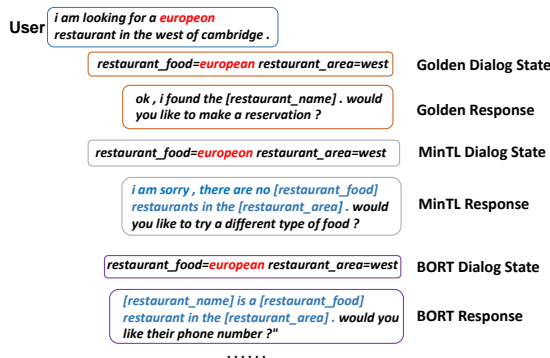 User
i am looking for a european
restaurant in the west of cambridge .
restaurant_food=european restaurant_area=west
Golden Dialog State
ok , i found the [restaurant_name] . would
you like to make a reservation ?
Golden Response
restaurant_food=european restaurant_area=west
MinTL Dialog State
i am sorry , there are no [restaurant_food]
restaurants in the [restaurant_area] . would
you like to try a different type of food ?
MinTL Response
restaurant_food=european restaurant_area=west
BORT Dialog State
[restaurant_name] is a [restaurant_food]
restaurant in the [restaurant_area] . would you
like their phone number ?"
BORT Response
......